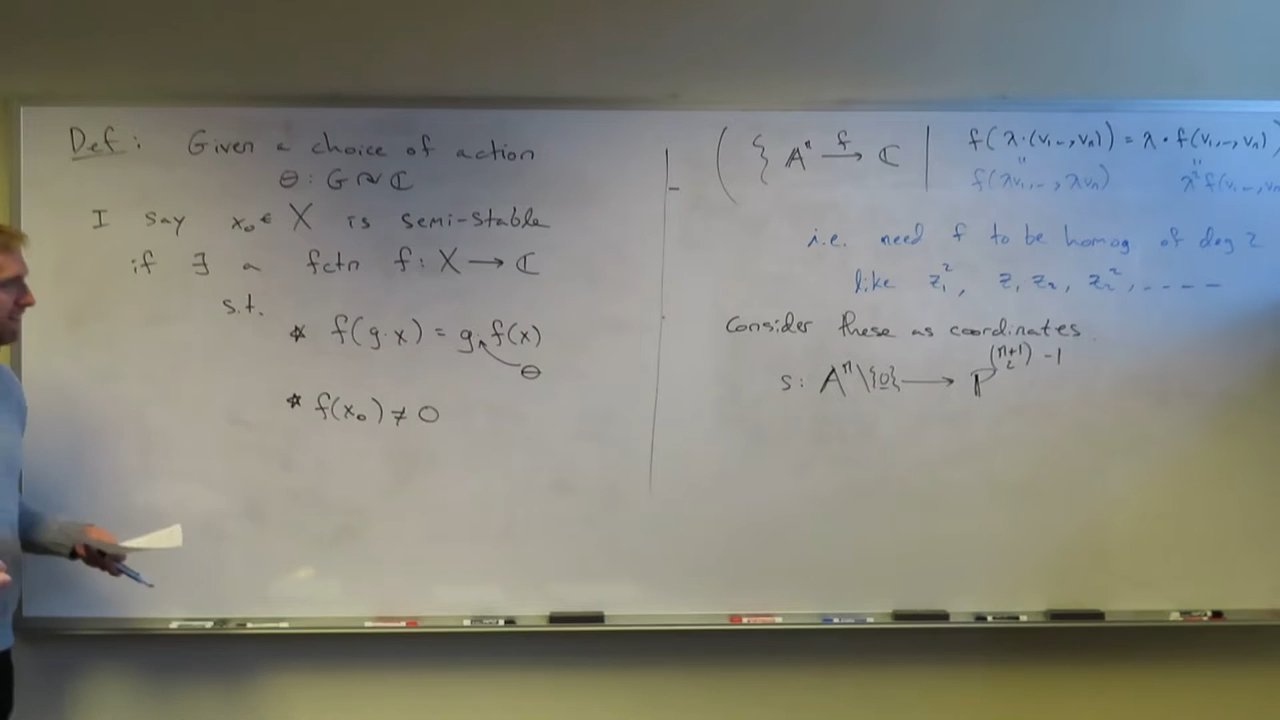 Def: Given a choice of action
θ: G ↷ ℂ
I say x₀ ∈ X is semi-stable
if ∃ a fctn f: X → ℂ
s.t.
* f(g·x) = g·f(x)
θ
* f(x₀) ≠ 0
( { Aⁿ →f ℂ | f(λ·(v₁,–,vₙ)) = λ·f(v₁,–,vₙ)
f(λv₁,–,λvₙ) λ²f(v₁,–,vₙ
i.e. need f to be homog of deg 2
like z₁², z₁z₂, z₂², - - - -
Consider these as coordinates.
s: Aⁿ\{0} → P^(n+1 2) -1